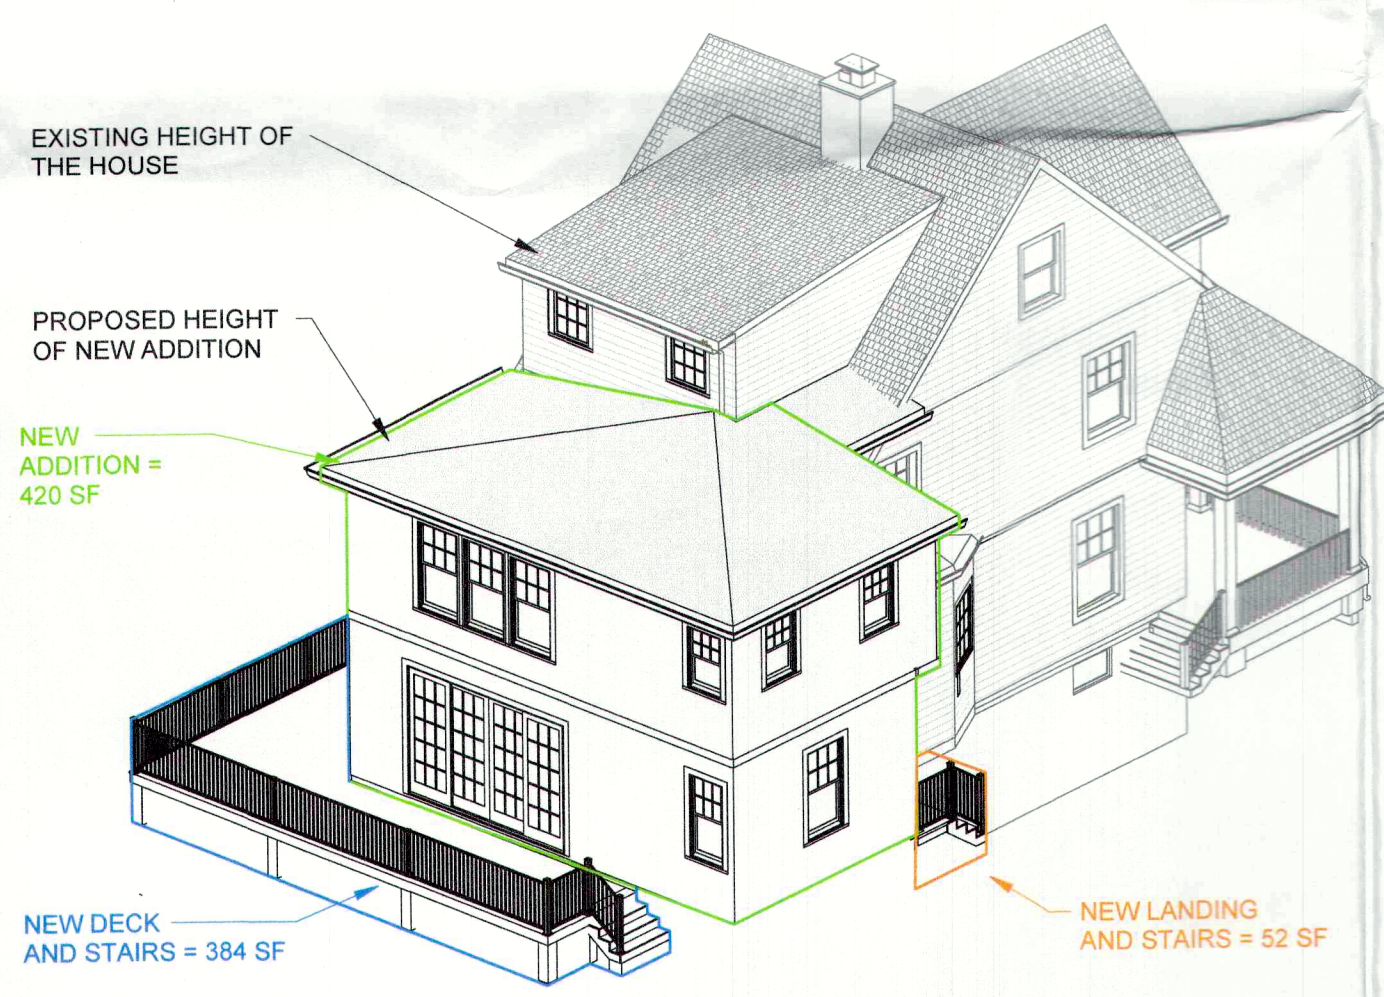 EXISTING HEIGHT OF
THE HOUSE
PROPOSED HEIGHT
OF NEW ADDITION
NEW
ADDITION =
420 SF
NEW DECK
AND STAIRS = 384 SF
NEW LANDING
AND STAIRS = 52 SF